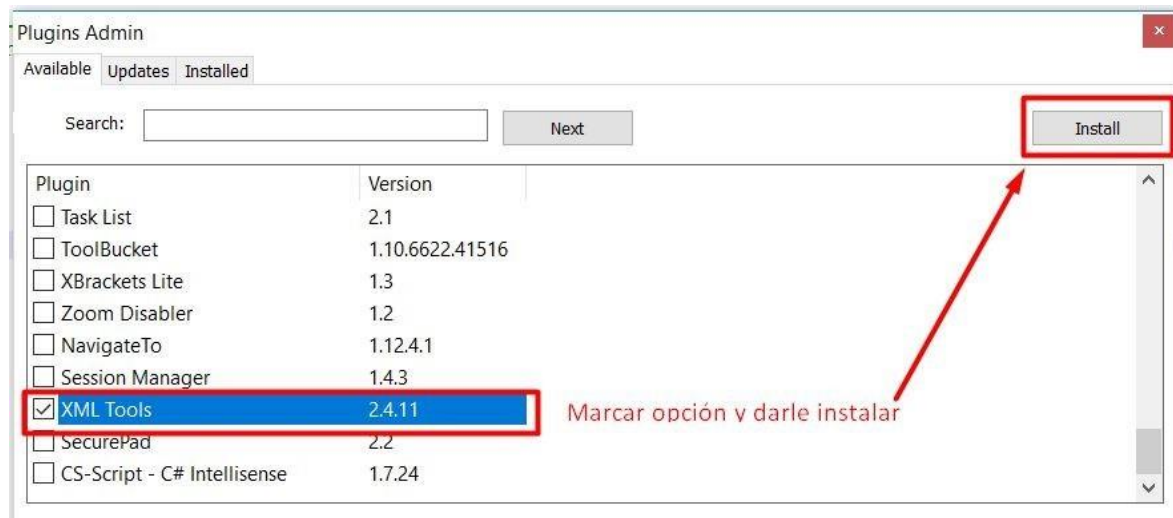 Plugins Admin
Available Updates Installed
Search: Next Install
Plugin Version
Task List 2.1
ToolBucket 1.10.6622.41516
XBrackets Lite 1.3
Zoom Disabler 1.2
NavigateTo 1.12.4.1
Session Manager 1.4.3
XML Tools 2.4.11 Marcar opción y darle instalar
SecurePad 2.2
CS-Script - C# Intellisense 1.7.24